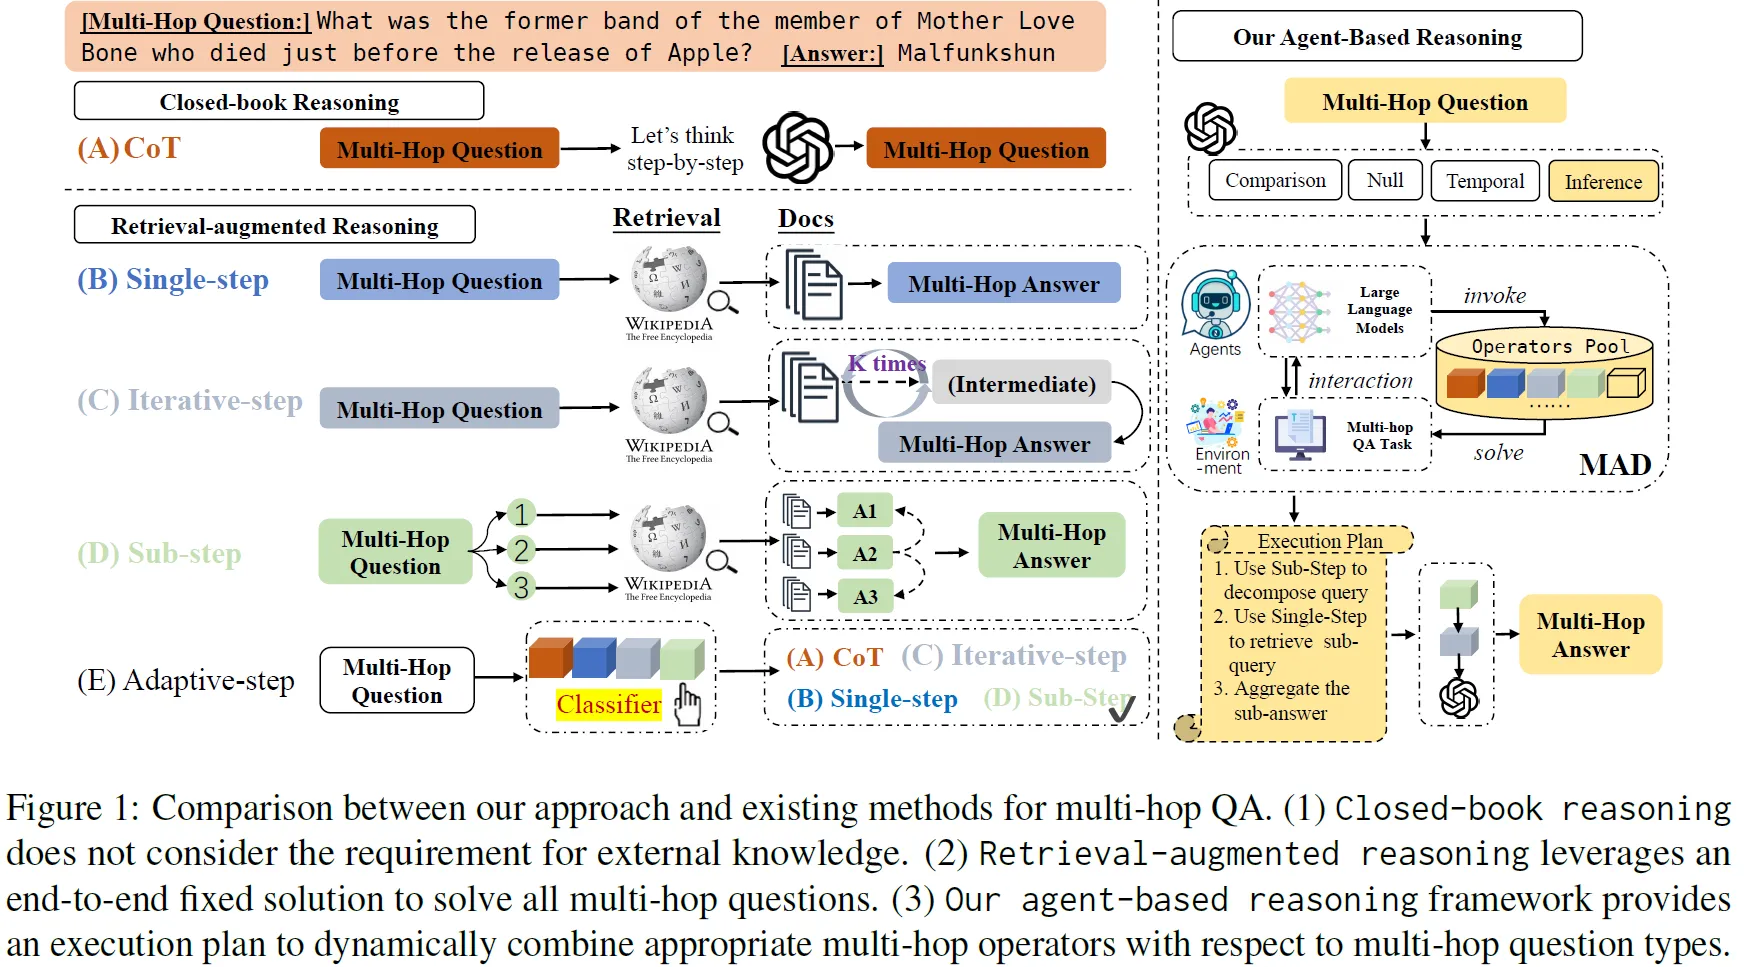 [Multi-Hop Question:] What was the former band of the member of Mother Love
Bone who died just before the release of Apple? [Answer:] Malfunkshun
Closed-book Reasoning
(A) CoT
Multi-Hop Question
Let's think
step-by-step
Multi-Hop Question
Retrieval-augmented Reasoning
Retrieval
Docs
(B) Single-step
Multi-Hop Question
WIKIPEDIA
The Free Encyclopedia
Multi-Hop Answer
(C) Iterative-step
Multi-Hop Question
WIKIPEDIA
The Free Encyclopedia
K times
(Intermediate)
Multi-Hop Answer
(D) Sub-step
Multi-Hop
Question
1
2
3
WIKIPEDIA
The Free Encyclopedia
A1
A2
A3
Multi-Hop
Answer
(E) Adaptive-step
Multi-Hop
Question
Classifier
(A) CoT
(C) Iterative-step
(B) Single-step
(D) Sub-Step
Our Agent-Based Reasoning
Multi-Hop Question
Comparison
Null
Temporal
Inference
Agents
Large
Language
Models
invoke
Operators Pool
......
interaction
Environ
-ment
Multi-hop
QA Task
solve
MAD
Execution Plan
1. Use Sub-Step to
decompose query
2. Use Single-Step
to retrieve sub-
query
3. Aggregate the
sub-answer
Multi-Hop
Answer
Figure 1: Comparison between our approach and existing methods for multi-hop QA. (1) Closed-book reasoning
does not consider the requirement for external knowledge. (2) Retrieval-augmented reasoning leverages an
end-to-end fixed solution to solve all multi-hop questions. (3) Our agent-based reasoning framework provides
an execution plan to dynamically combine appropriate multi-hop operators with respect to multi-hop question types.